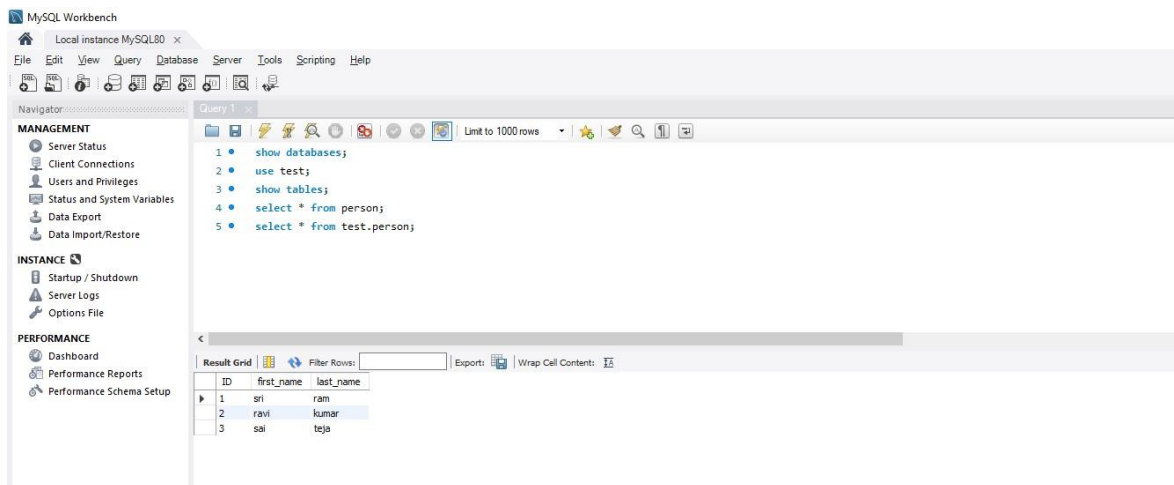 MySQL Workbench
Local instance MySQL80 ×
File Edit View Query Database Server Tools Scripting Help
Navigator
Query 1 ×
MANAGEMENT
Server Status
Client Connections
Users and Privileges
Status and System Variables
Data Export
Data Import/Restore
INSTANCE
Startup / Shutdown
Server Logs
Options File
PERFORMANCE
Dashboard
Performance Reports
Performance Schema Setup
Limit to 1000 rows
1 show databases;
2 use test;
3 show tables;
4 select * from person;
5 select * from test.person;
Result Grid Filter Rows: Export: Wrap Cell Content:
ID first_name last_name
1 sri ram
2 ravi kumar
3 sai teja